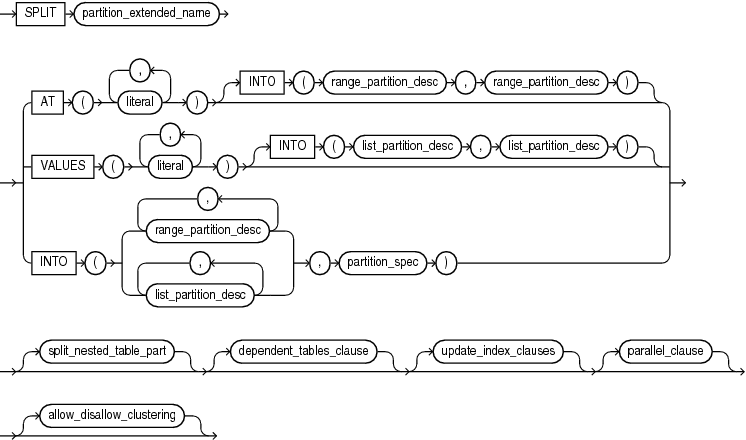 SPLIT partition_extended_name
,
INTO ( range_partition_desc , range_partition_desc )
AT ( literal )
,
INTO ( list_partition_desc , list_partition_desc )
VALUES ( literal )
,
range_partition_desc
INTO ( , , partition_spec )
list_partition_desc
split_nested_table_part dependent_tables_clause update_index_clauses parallel_clause
allow_disallow_clustering